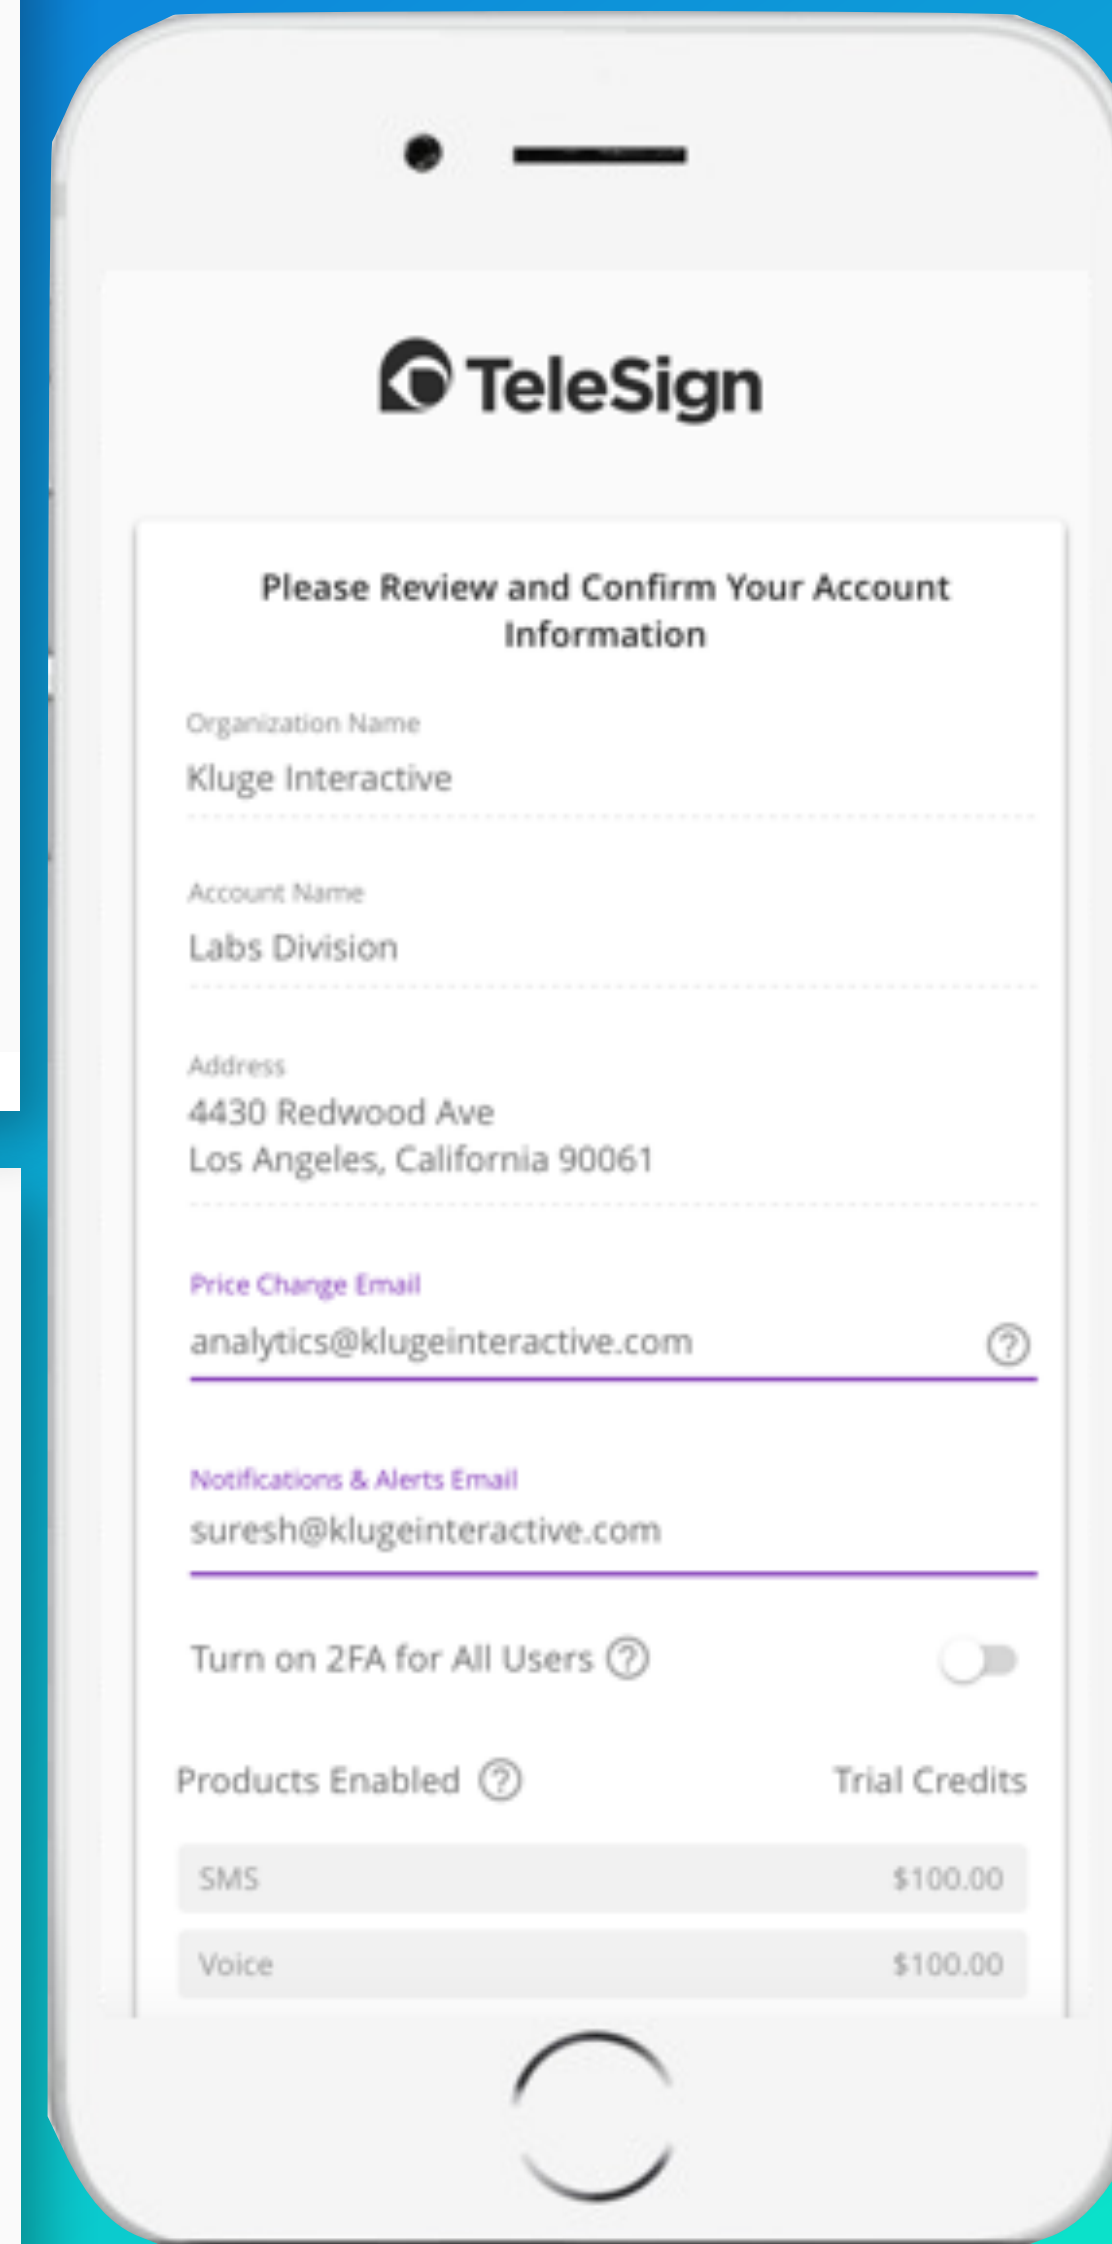 TeleSign
Please Review and Confirm Your Account
Information
Organization Name
Kluge Interactive
Account Name
Labs Division
Address
4430 Redwood Ave
Los Angeles, California 90061
Price Change Email
analytics@klugeinteractive.com
Notifications & Alerts Email
suresh@klugeinteractive.com
Turn on 2FA for All Users ?
Products Enabled ? Trial Credits
SMS $100.00
Voice $100.00